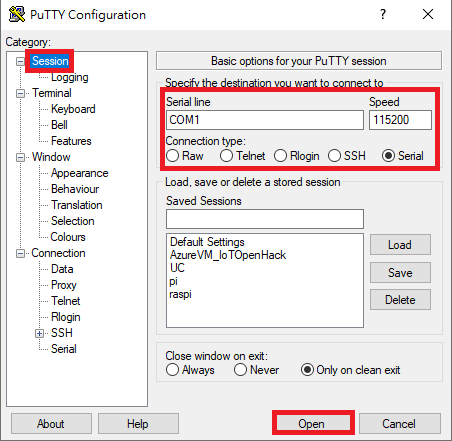 PuTTY Configuration
?
Category:
Session
Logging
Terminal
Keyboard
Bell
Features
Window
Appearance
Behaviour
Translation
Selection
Colours
Connection
Data
Proxy
Telnet
Rlogin
SSH
Serial
Basic options for your PuTTY session
Specify the destination you want to connect to
Serial line Speed
COM1 115200
Connection type:
Raw Telnet Rlogin SSH Serial
Load, save or delete a stored session
Saved Sessions
Default Settings
AzureVM_IoTOpenHack
UC
pi
raspi
Load
Save
Delete
Close window on exit:
Always Never Only on clean exit
About Help Open Cancel